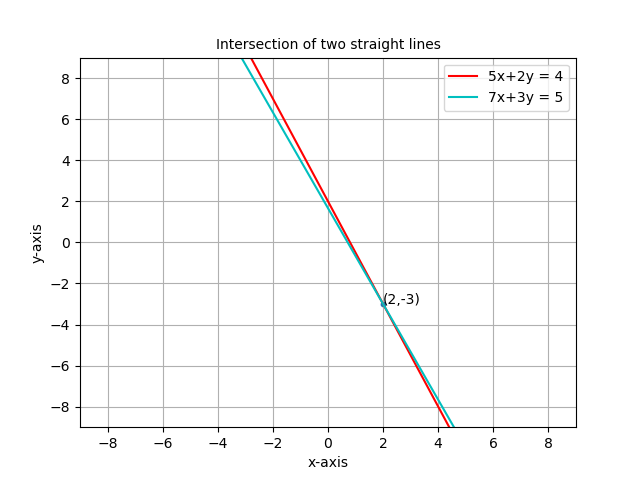 Intersection of two straight lines
5x+2y = 4
7x+3y = 5
8
6
4
2
0
−2
−4
−6
−8
(2,-3)
y-axis
−8 −6 −4 −2 0 2 4 6 8
x-axis